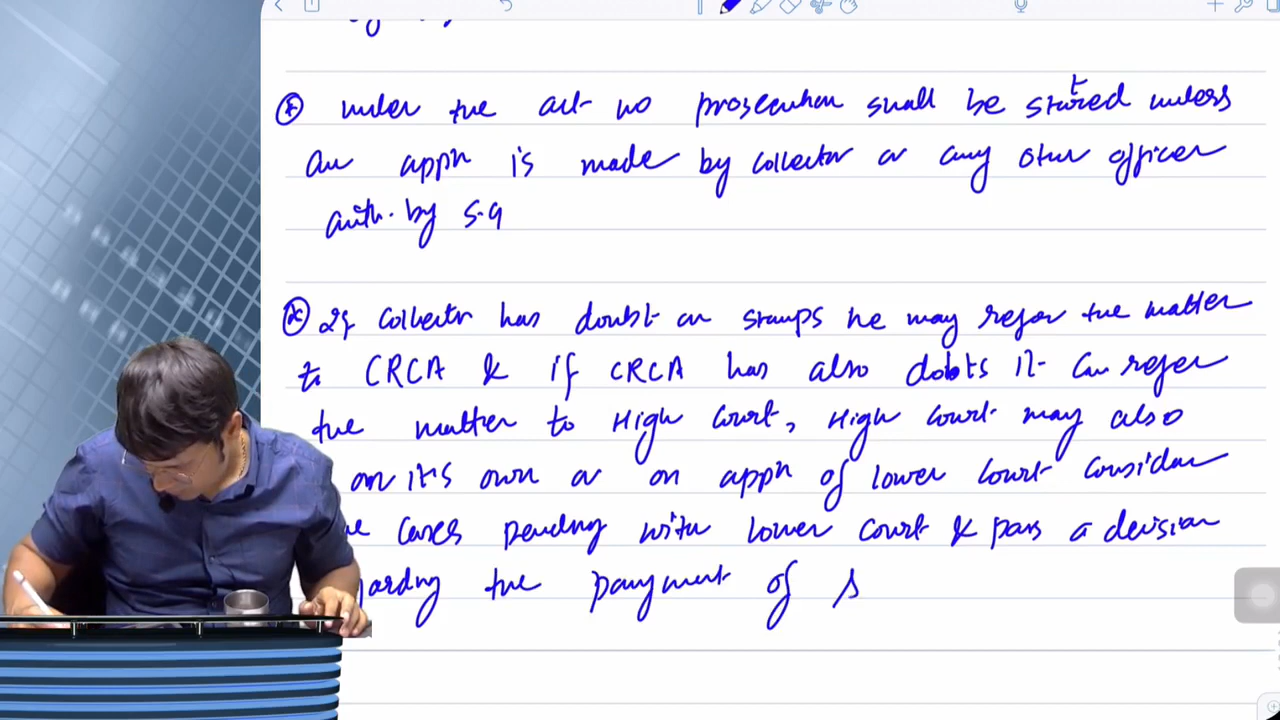 under the act no prosecution shall be started unless
an appn is made by collector or any other officer
auth. by S.G
If Collector has doubt on stamps he may refer the matter
to CRCA & if CRCA has also dobts it can refer
the matter to High Court, High Court may also
on it's own or on appn of lower court consider
cases pending with lower court & pass a decision
the payment of s